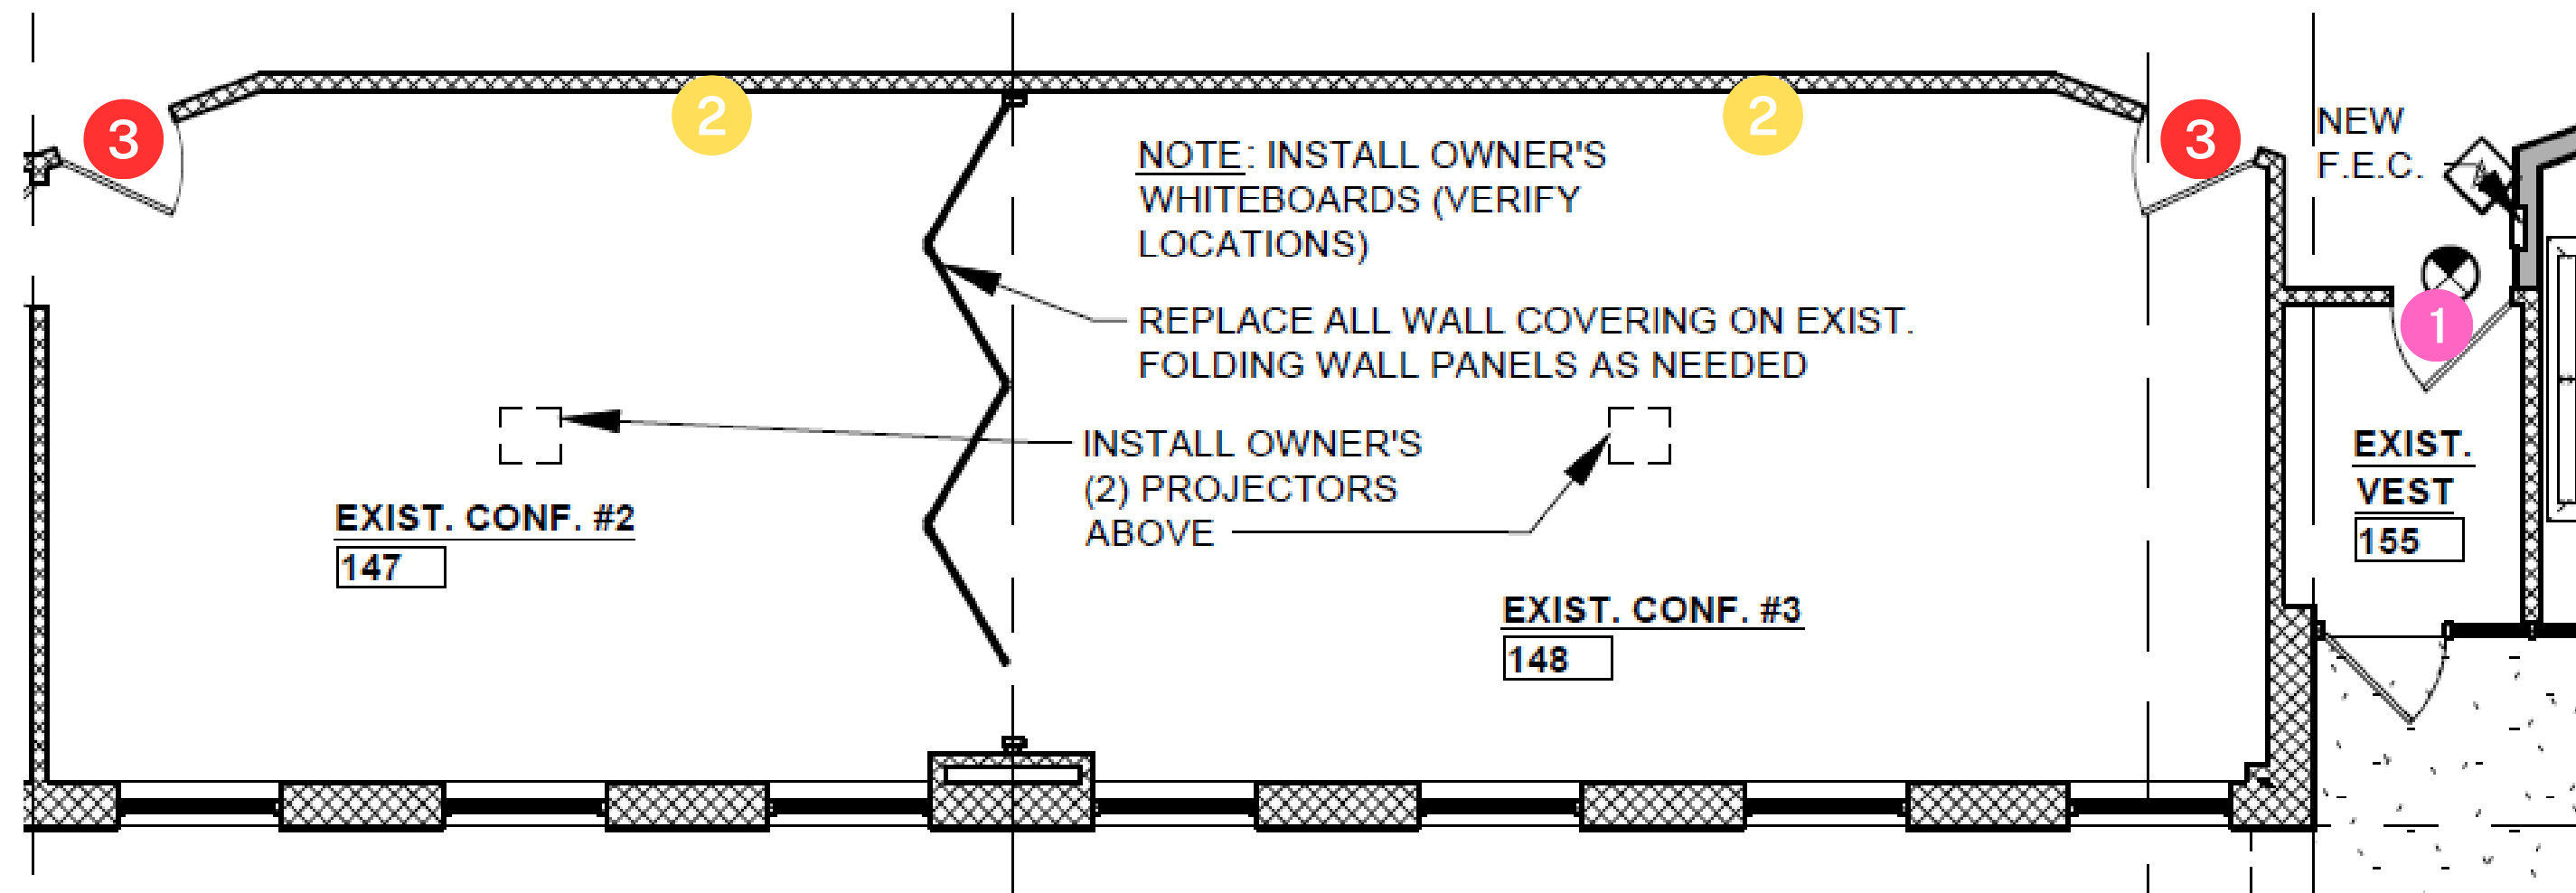 3
2
2
3
NEW
F.E.C.
NOTE: INSTALL OWNER'S
WHITEBOARDS (VERIFY
LOCATIONS)
REPLACE ALL WALL COVERING ON EXIST.
FOLDING WALL PANELS AS NEEDED
1
INSTALL OWNER'S
(2) PROJECTORS
ABOVE
EXIST. CONF. #2
147
EXIST. CONF. #3
148
EXIST.
VEST
155